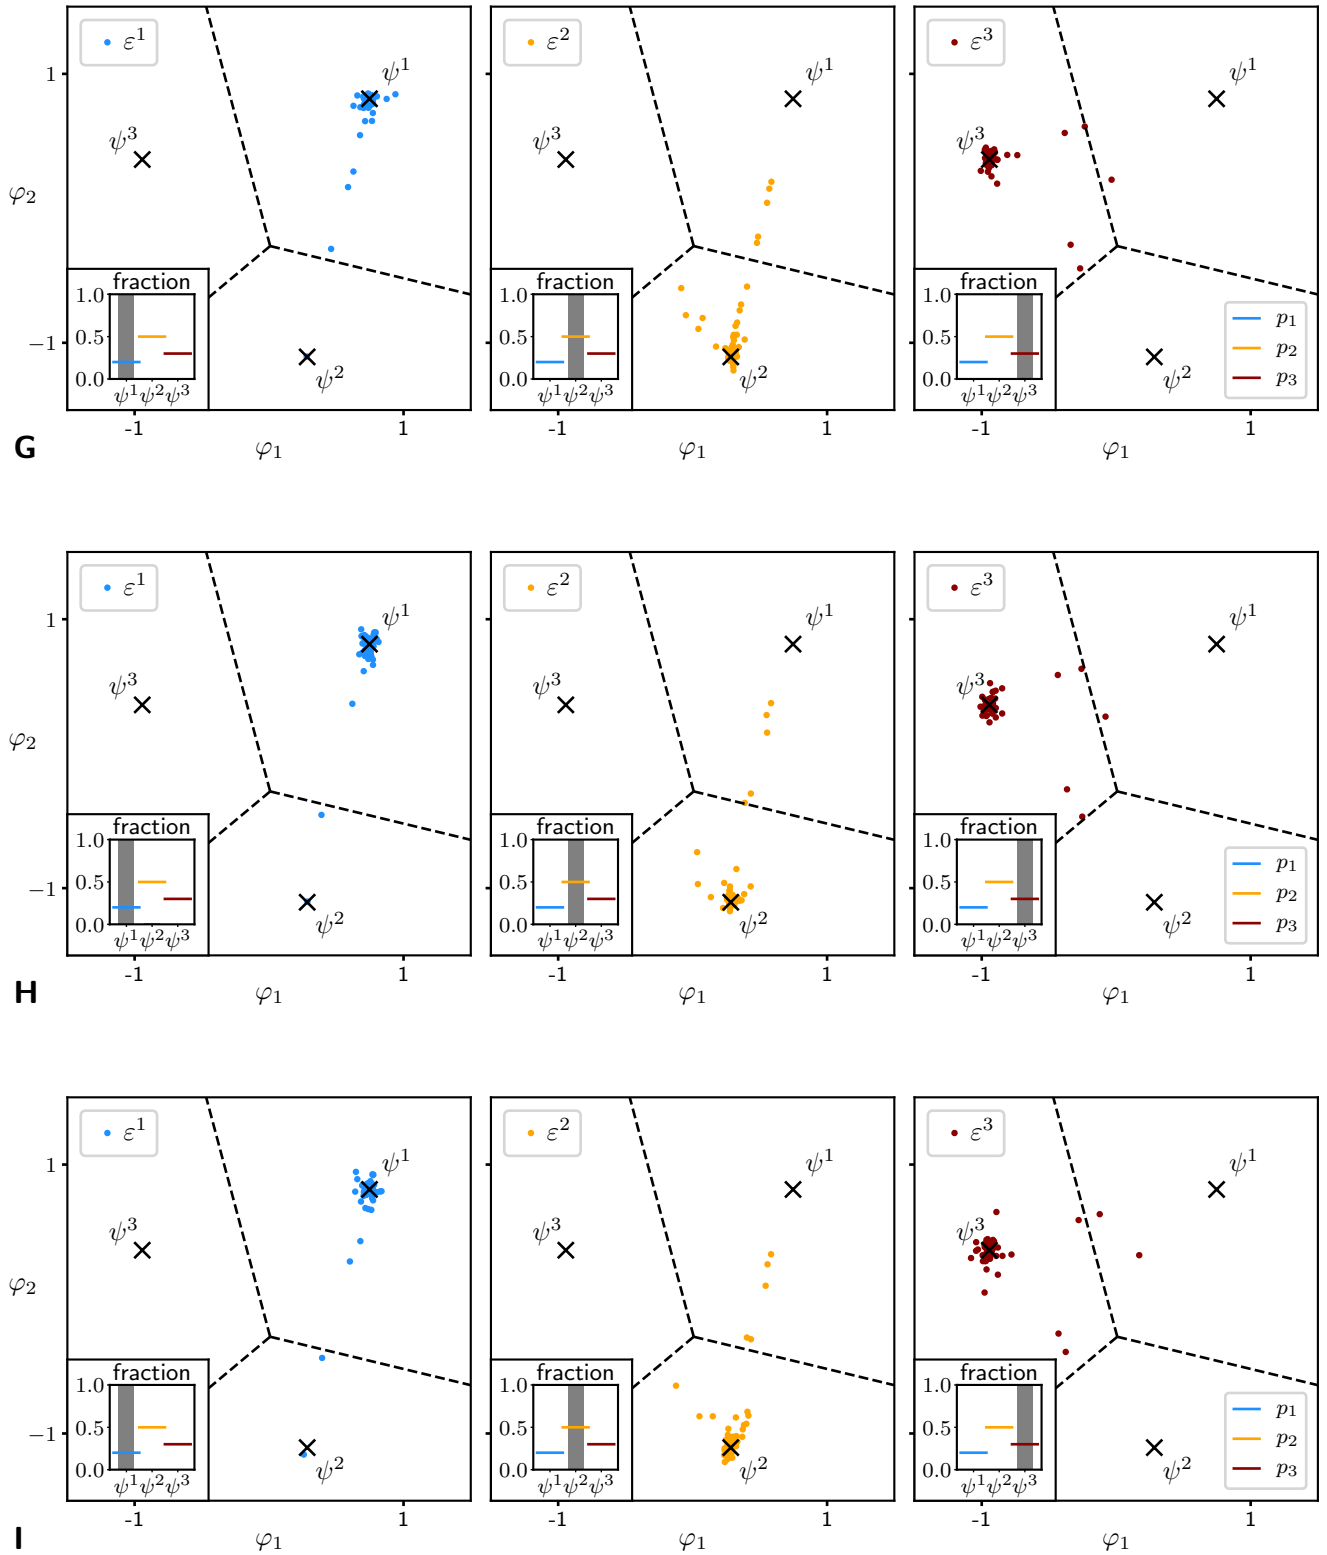 ε¹ ε² ε³
1 ψ¹ ψ¹ ψ¹
ψ³ ψ³ ψ³
φ₂
fraction fraction fraction
1.0 1.0 1.0 p₁
-1 0.5 0.5 0.5 p₂
0.0 0.0 0.0 p₃
ψ¹ψ²ψ³ ψ² ψ¹ψ²ψ³ ψ² ψ¹ψ²ψ³ ψ²
-1 1 -1 1 -1 1
G φ₁ φ₁ φ₁
ε¹ ε² ε³
1 ψ¹ ψ¹ ψ¹
ψ³ ψ³ ψ³
φ₂
fraction fraction fraction
1.0 1.0 1.0 p₁
-1 0.5 0.5 0.5 p₂
0.0 0.0 0.0 p₃
ψ¹ψ²ψ³ ψ² ψ¹ψ²ψ³ ψ² ψ¹ψ²ψ³ ψ²
-1 1 -1 1 -1 1
H φ₁ φ₁ φ₁
ε¹ ε² ε³
1 ψ¹ ψ¹ ψ¹
ψ³ ψ³ ψ³
φ₂
fraction fraction fraction
1.0 1.0 1.0 p₁
-1 0.5 0.5 0.5 p₂
0.0 0.0 0.0 p₃
ψ¹ψ²ψ³ ψ² ψ¹ψ²ψ³ ψ² ψ¹ψ²ψ³ ψ²
-1 1 -1 1 -1 1
I φ₁ φ₁ φ₁